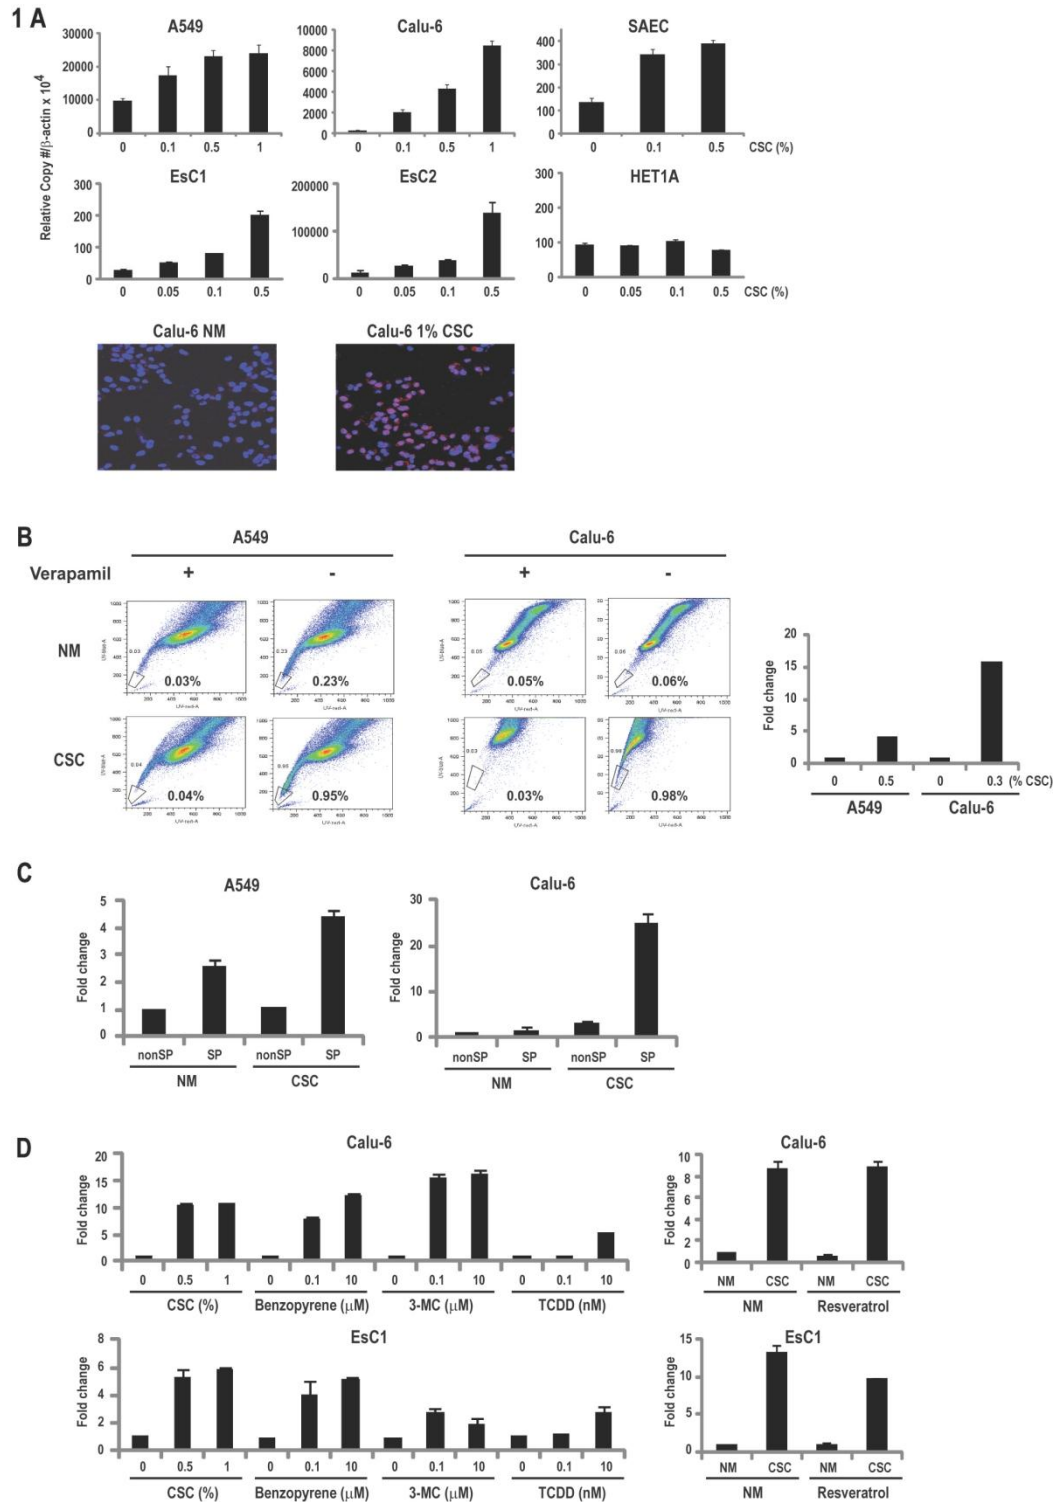 1 A
A549
Calu-6
SAEC
Relative Copy #/β-actin x 10⁴
30000
20000
10000
0
0 0.1 0.5 1
10000
8000
6000
4000
2000
0
0 0.1 0.5 1
400
300
200
100
0
0 0.1 0.5 CSC (%)
EsC1
EsC2
HET1A
300
200
100
0
0 0.05 0.1 0.5
200000
100000
0
0 0.05 0.1 0.5
300
200
100
0
0 0.05 0.1 0.5 CSC (%)
Calu-6 NM
Calu-6 1% CSC
B
A549
Calu-6
Verapamil + - + -
NM
0.03%
0.23%
0.05%
0.06%
CSC
0.04%
0.95%
0.03%
0.98%
Fold change
20
15
10
5
0
0 0.5 0 0.3 (% CSC)
A549 Calu-6
C
A549
Fold change
5
4
3
2
1
0
nonSP SP nonSP SP
NM CSC
Calu-6
Fold change
30
20
10
0
nonSP SP nonSP SP
NM CSC
D
Calu-6
Fold change
20
15
10
5
0
0 0.5 1 0 0.1 10 0 0.1 10 0 0.1 10
CSC (%) Benzopyrene (μM) 3-MC (μM) TCDD (nM)
Calu-6
Fold change
10
8
6
4
2
0
NM CSC NM CSC
NM Resveratrol
EsC1
Fold change
8
6
4
2
0
0 0.5 1 0 0.1 10 0 0.1 10 0 0.1 10
CSC (%) Benzopyrene (μM) 3-MC (μM) TCDD (nM)
EsC1
Fold change
15
10
5
0
NM CSC NM CSC
NM Resveratrol